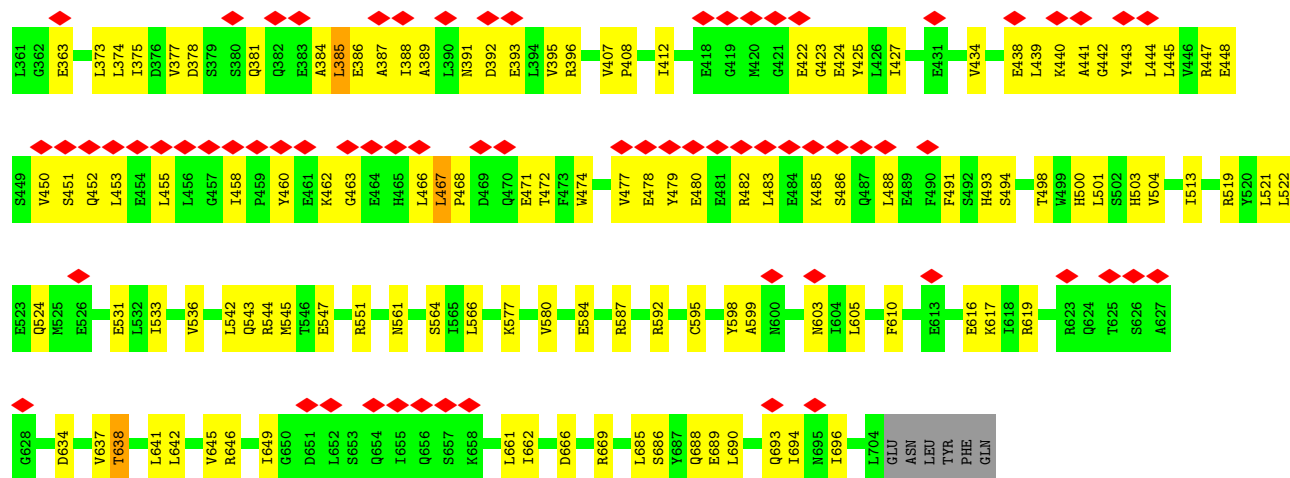 L361 G362 E363 L373 L374 I375 D376 V377 D378 S379 S380 Q381 Q382 E383 A384 L385 E386 A387 I388 A389 L390 N391 D392 E393 L394 V395 R396 V407 P408 I412 E418 G419 M420 G421 E422 G423 E424 Y425 L426 I427 E431 V434 E438 L439 K440 A441 G442 Y443 L444 L445 V446 R447 E448
S449 V450 S451 Q452 L453 E454 L455 L456 G457 I458 P459 Y460 E461 K462 G463 E464 H465 L466 L467 P468 D469 Q470 E471 T472 F473 W474 V477 E478 Y479 E480 E481 R482 L483 E484 K485 S486 Q487 L488 E489 F490 F491 S492 H493 S494 T498 W499 H500 L501 S502 H503 V504 I513 R519 Y520 L521 L522
E523 Q524 M525 E526 E531 L532 I533 V536 L542 Q543 R544 M545 T546 E547 R551 N561 S564 I565 L566 K577 V580 E584 R587 R592 C595 Y598 A599 N600 N603 I604 L605 F610 E613 E616 K617 I618 R619 R623 Q624 T625 S626 A627
G628 D634 V637 T638 L641 L642 V645 R646 I649 G650 D651 L652 S653 Q654 I655 Q656 S657 K658 L661 I662 D666 R669 L685 S686 Y687 Q688 E689 L690 Q693 I694 N695 I696 L704 GLU ASN LEU TYR PHE GLN